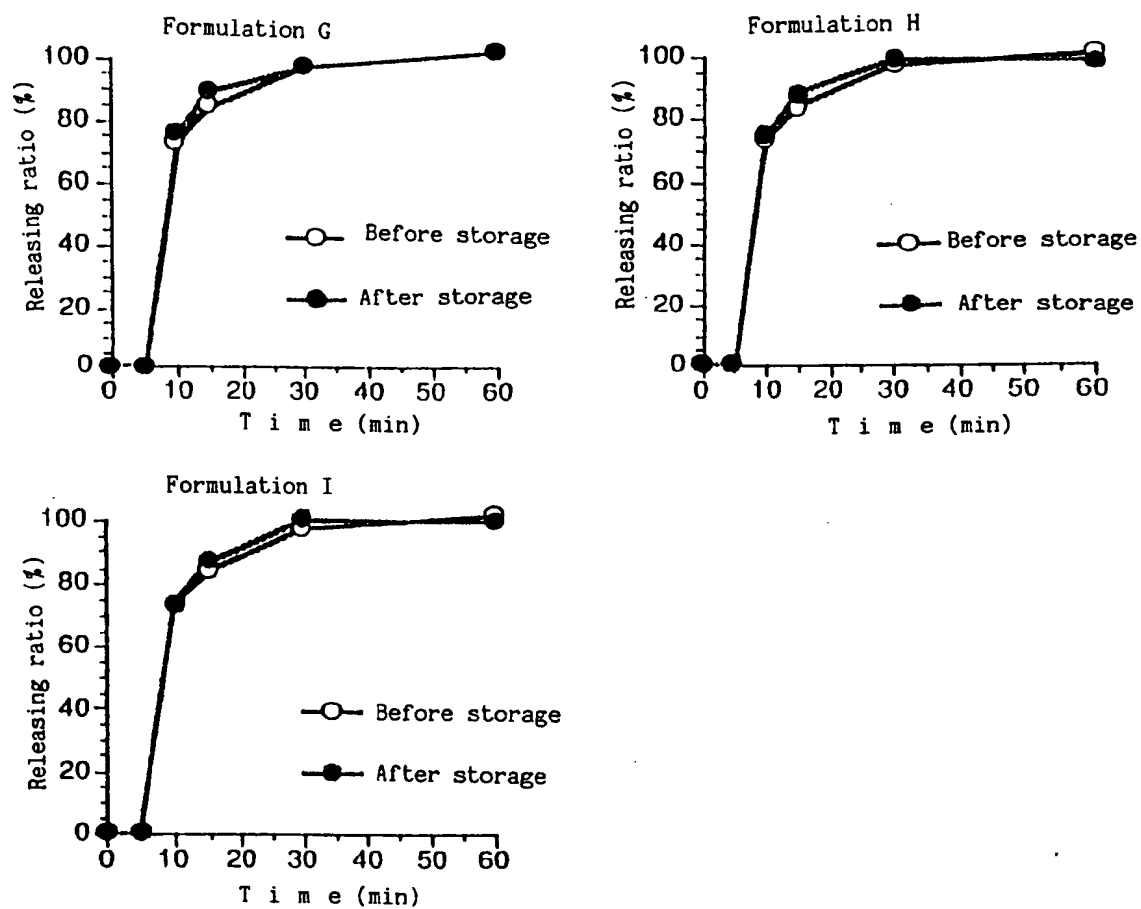 Formulation G
Releasing ratio (%)
100
80
60
40
20
0
Before storage
After storage
0 10 20 30 40 50 60
T i m e (min)
Formulation H
Releasing ratio (%)
100
80
60
40
20
0
Before storage
After storage
0 10 20 30 40 50 60
T i m e (min)
Formulation I
Releasing ratio (%)
100
80
60
40
20
0
Before storage
After storage
0 10 20 30 40 50 60
T i m e (min)